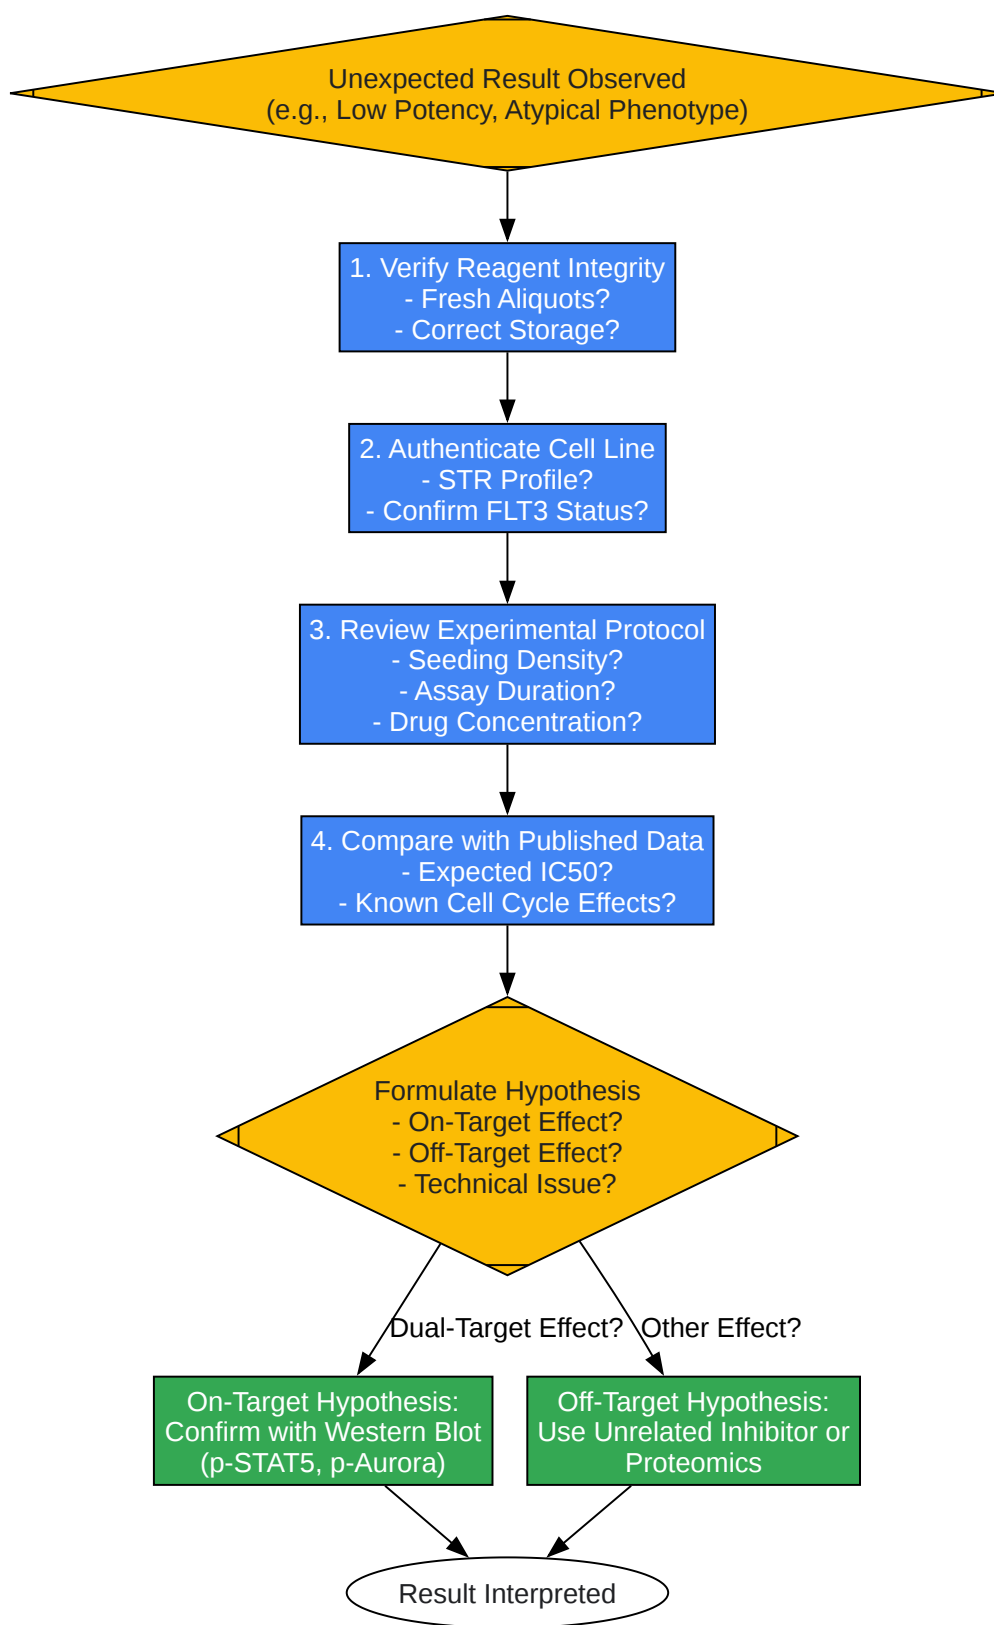 Unexpected Result Observed
(e.g., Low Potency, Atypical Phenotype)
1. Verify Reagent Integrity
- Fresh Aliquots?
- Correct Storage?
2. Authenticate Cell Line
- STR Profile?
- Confirm FLT3 Status?
3. Review Experimental Protocol
- Seeding Density?
- Assay Duration?
- Drug Concentration?
4. Compare with Published Data
- Expected IC50?
- Known Cell Cycle Effects?
Formulate Hypothesis
- On-Target Effect?
- Off-Target Effect?
- Technical Issue?
Dual-Target Effect?
Other Effect?
On-Target Hypothesis:
Confirm with Western Blot
(p-STAT5, p-Aurora)
Off-Target Hypothesis:
Use Unrelated Inhibitor or
Proteomics
Result Interpreted